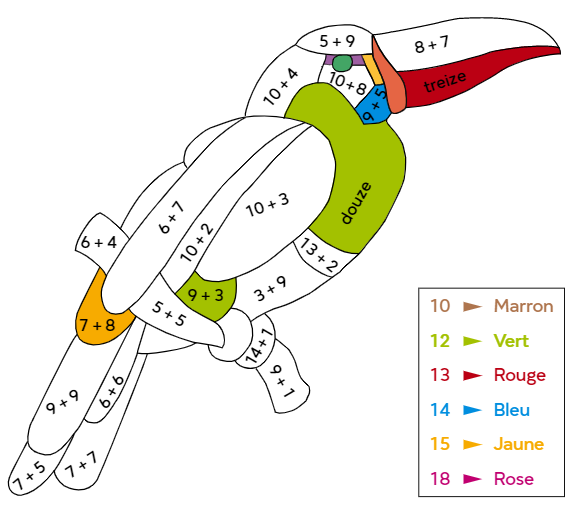 5 + 9
8 + 7
10 + 4
10 + 8
treize
9 + 5
6 + 7
10 + 3
douze
10 + 2
6 + 4
13 + 2
9 + 3
3 + 9
7 + 8
5 + 5
14 + 1
9 + 1
9 + 9
6 + 6
7 + 5
7 + 7
10 ► Marron
12 ► Vert
13 ► Rouge
14 ► Bleu
15 ► Jaune
18 ► Rose